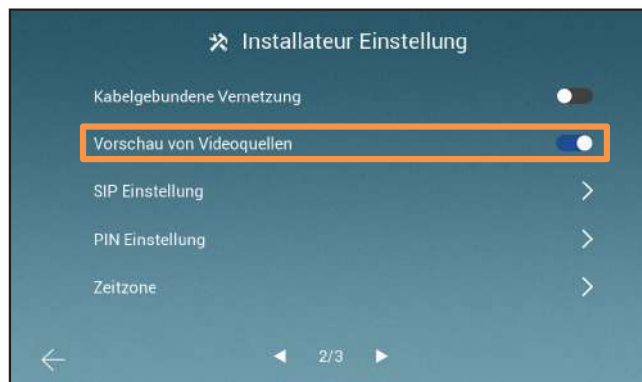 Installateur Einstellung
Kabelgebundene Vernetzung
Vorschau von Videoquellen
SIP Einstellung
PIN Einstellung
Zeitzone
2/3